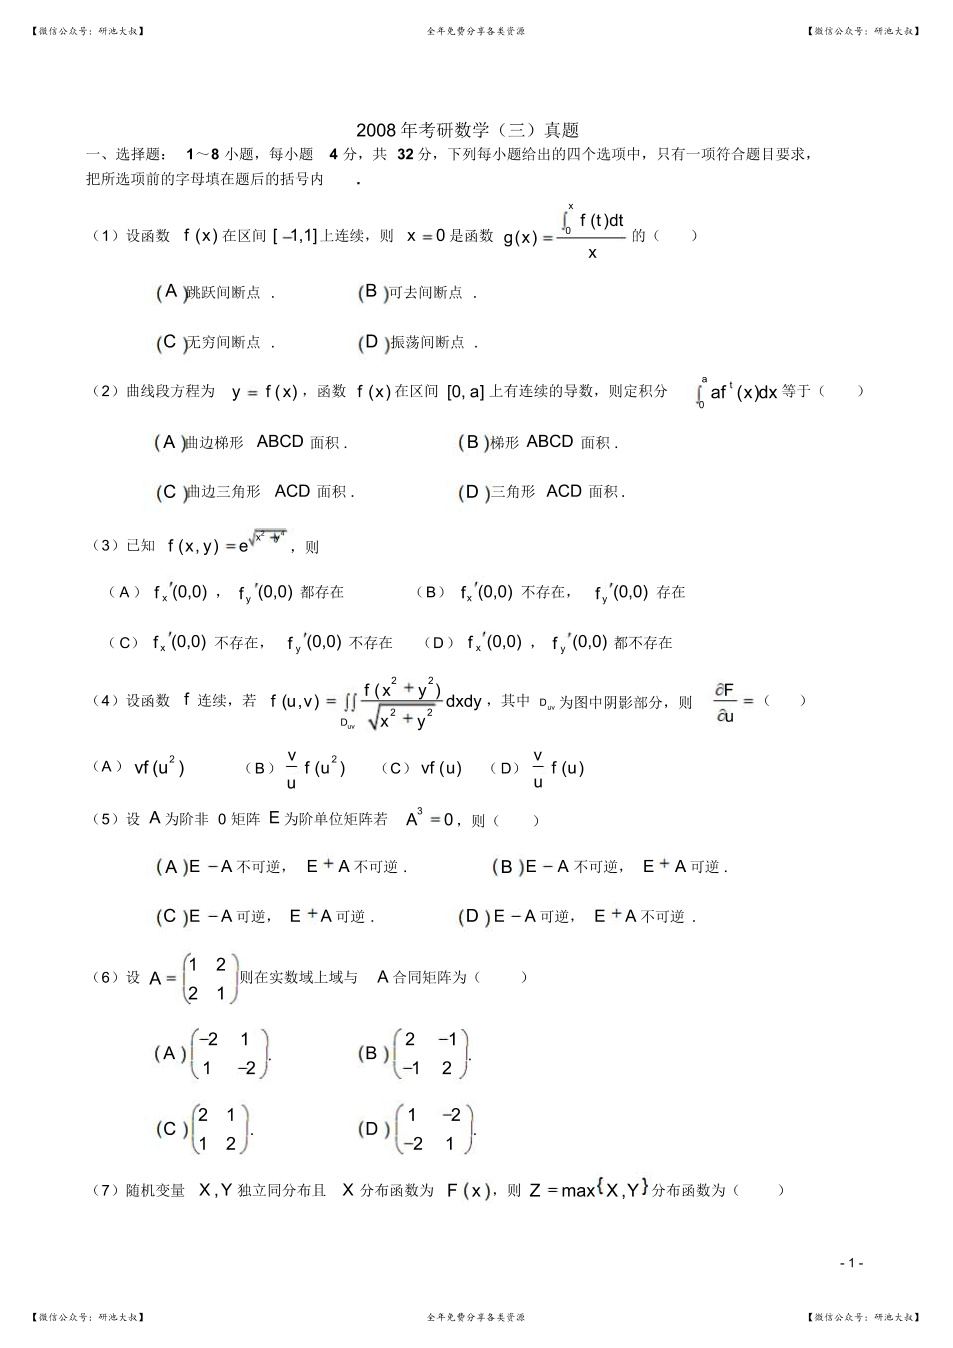 【微信公众号：研池大叔】 全年免费分享各类资源 【微信公众号：研池大叔】
2008 年考研数学（三）真题
一、选择题： 1～8 小题，每小题 4 分，共 32 分，下列每小题给出的四个选项中，只有一项符合题目要求，
把所选项前的字母填在题后的括号内 .
（1）设函数 f (x) 在区间 [ −1,1] 上连续，则 x = 0 是函数 g(x) = ∫₀ˣ f (t)dt / x 的（ ）
( A )跳跃间断点 . (B )可去间断点 .
(C )无穷间断点 . (D )振荡间断点 .
（2）曲线段方程为 y = f (x) ，函数 f (x) 在区间 [0, a] 上有连续的导数，则定积分 ∫₀ᵃ af ᵗ (x)dx 等于（ ）
( A )曲边梯形 ABCD 面积 . ( B )梯形 ABCD 面积 .
(C )曲边三角形 ACD 面积 . (D )三角形 ACD 面积 .
（3）已知 f (x, y) = e^√(x² + y⁴) ，则
（ A ） fx′(0,0) ， fy′(0,0) 都存在 （ B） fx′(0,0) 不存在， fy′(0,0) 存在
（ C） fx′(0,0) 不存在， fy′(0,0) 不存在 （D ） fx′(0,0) ， fy′(0,0) 都不存在
（4）设函数 f 连续，若 f (u,v) = ∬Duv f (x² + y²) / √(x² + y²) dxdy ，其中 Duv 为图中阴影部分，则 ∂F/∂u = （ ）
（A ） vf (u² ) （ B ） v/u f (u² ) （C ） vf (u) （ D ） v/u f (u)
（5）设 A 为阶非 0 矩阵 E 为阶单位矩阵若 A³ = 0 ，则（ ）
( A )E − A 不可逆， E + A 不可逆 . ( B )E − A 不可逆， E + A 可逆 .
(C )E − A 可逆， E + A 可逆 . (D ) E − A 可逆， E + A 不可逆 .
（6）设 A = (1 2; 2 1) 则在实数域上域与 A 合同矩阵为（ ）
( A ) (−2 1; 1 −2). (B ) (2 −1; −1 2).
(C ) (2 1; 1 2). (D ) (1 −2; −2 1).
（7）随机变量 X ,Y 独立同分布且 X 分布函数为 F ( x )，则 Z = max{ X ,Y } 分布函数为（ ）
- 1 -
【微信公众号：研池大叔】 全年免费分享各类资源 【微信公众号：研池大叔】